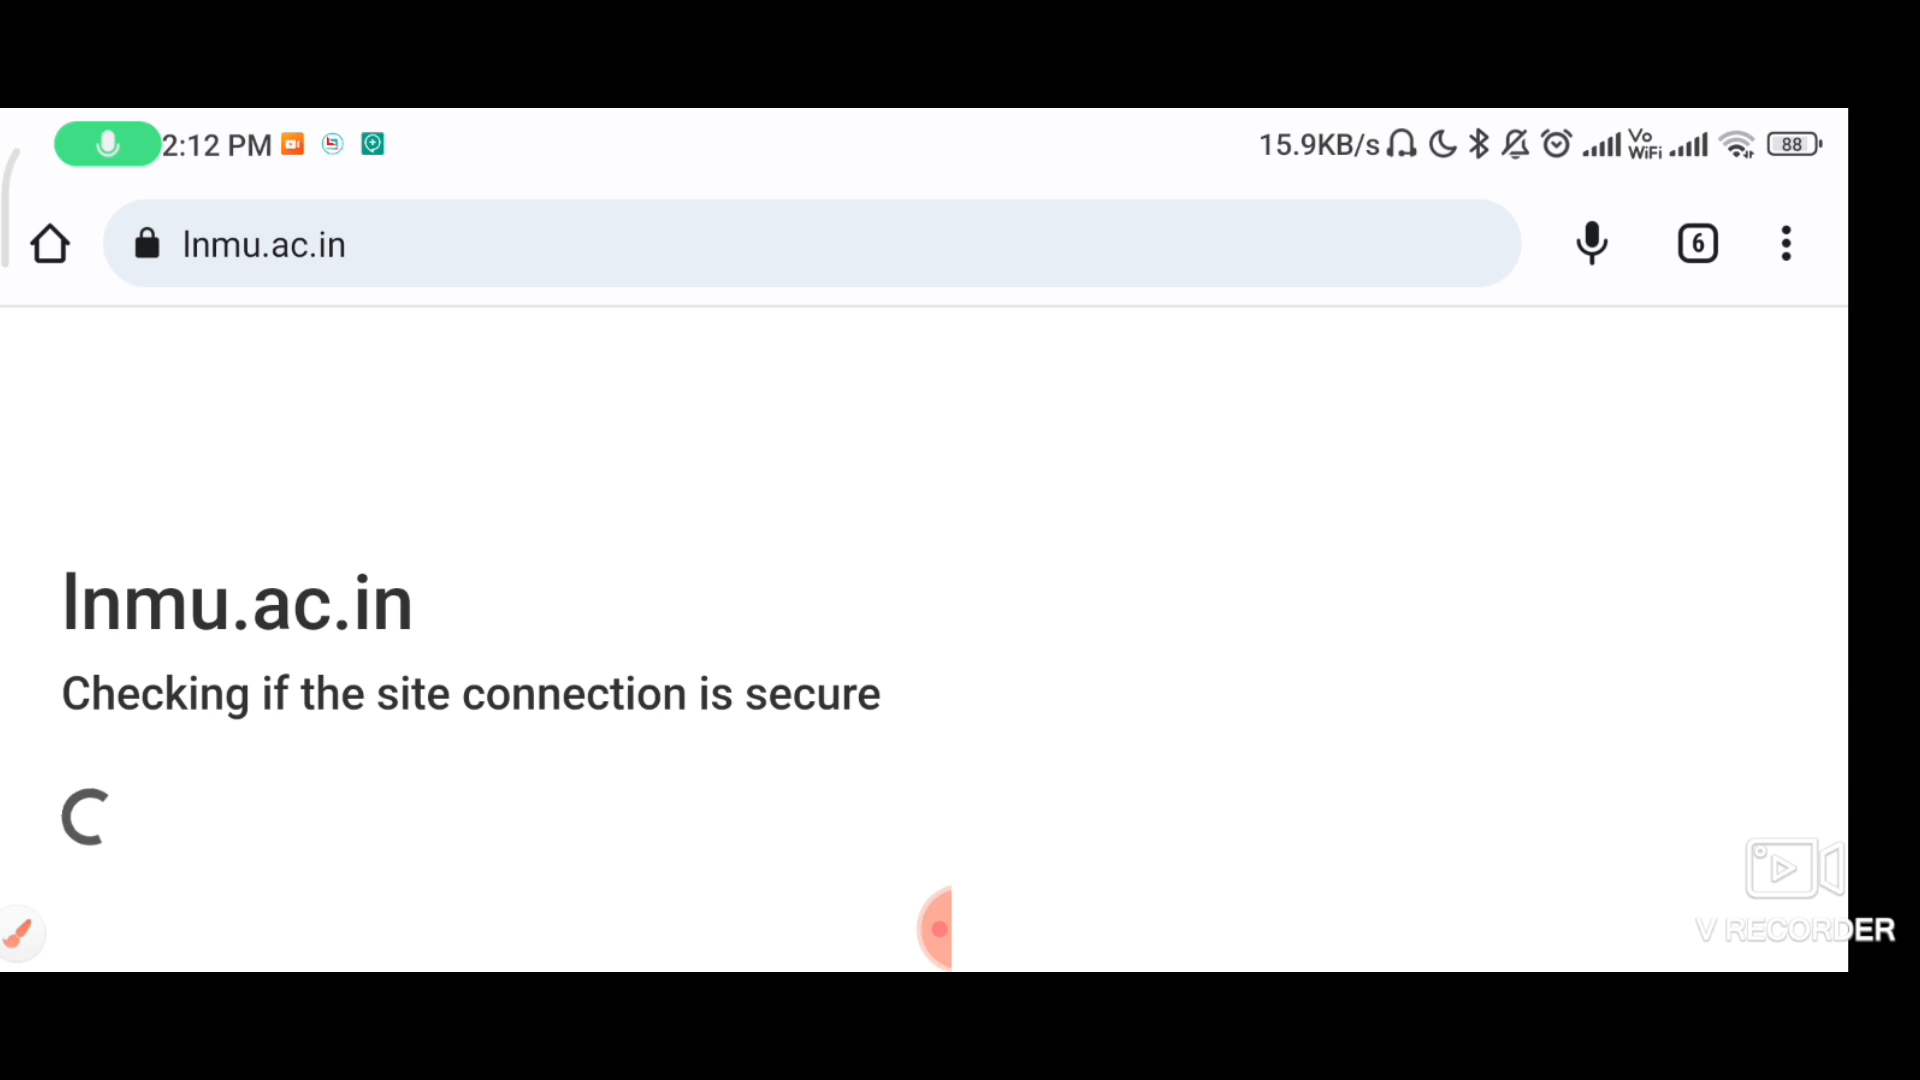 2:12 PM
15.9KB/s
Vo
WiFi
88
lnmu.ac.in
6
lnmu.ac.in
Checking if the site connection is secure
V RECORDER